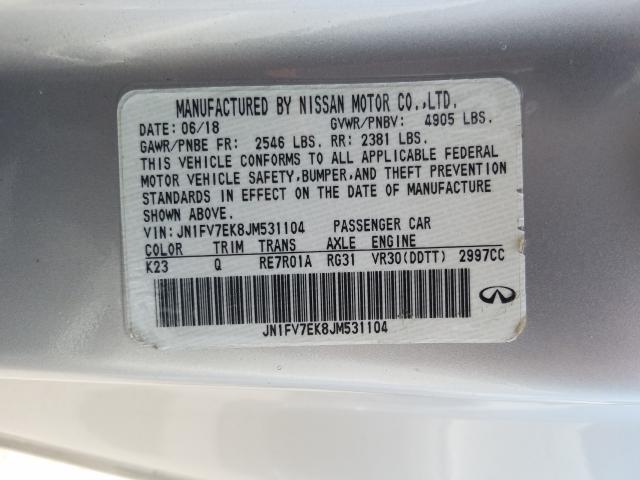 MANUFACTURED BY NISSAN MOTOR CO.,LTD.
DATE: 06/18 GVWR/PNBV: 4905 LBS.
GAWR/PNBE FR: 2546 LBS. RR: 2381 LBS.
THIS VEHICLE CONFORMS TO ALL APPLICABLE FEDERAL
MOTOR VEHICLE SAFETY,BUMPER,AND THEFT PREVENTION
STANDARDS IN EFFECT ON THE DATE OF MANUFACTURE
SHOWN ABOVE.
VIN: JN1FV7EK8JM531104 PASSENGER CAR
COLOR TRIM TRANS AXLE ENGINE
K23 Q RE7R01A RG31 VR30(DDTT) 2997CC
JN1FV7EK8JM531104